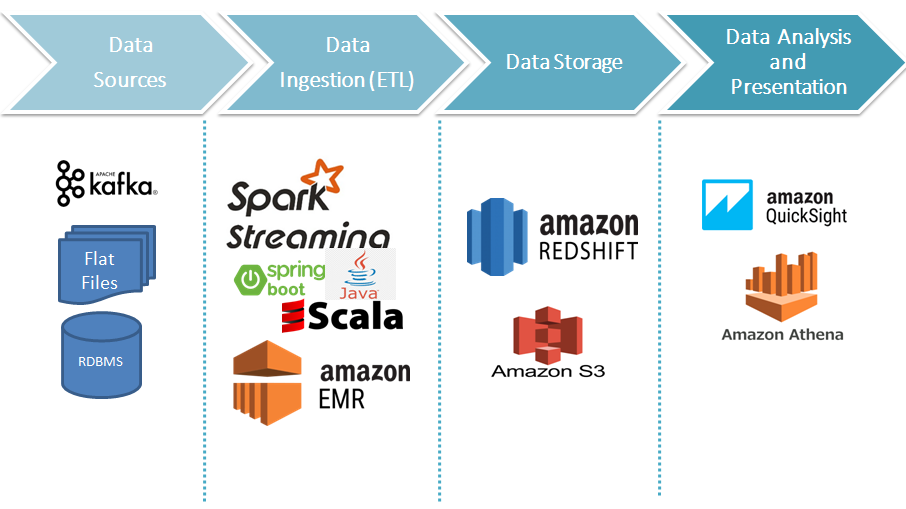 Data
Sources
Data
Ingestion (ETL)
Data Storage
Data Analysis
and
Presentation
APACHE
kafka®
Flat
Files
RDBMS
Spark
Streaming
spring
boot
Java
Scala
amazon
EMR
amazon
REDSHIFT
Amazon S3
amazon
QuickSight
Amazon Athena